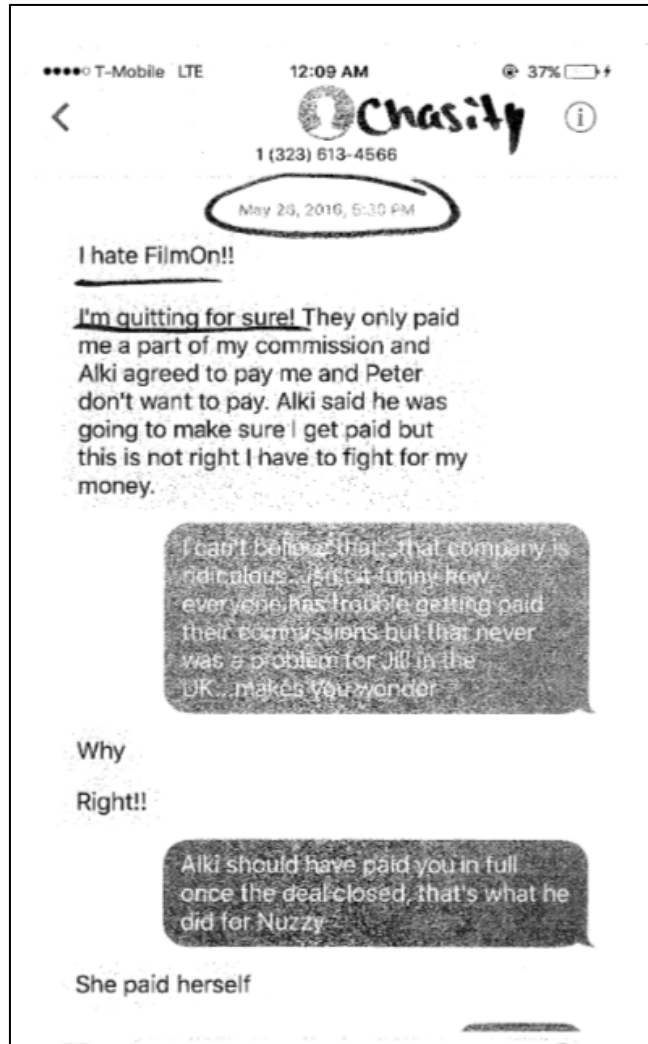 T-Mobile LTE 12:09 AM 37%
Chasity
1 (323) 613-4566
May 2016, PM
I hate FilmOn!!
I'm quitting for sure! They only paid
me a part of my commission and
Alki agreed to pay me and Peter
don't want to pay. Alki said he was
going to make sure I get paid but
this is not right I have to fight for my
money.
I can't believe that...that company is
ridiculous...isn't it funny how
everyone has trouble getting paid
their commissions but that never
was a problem for Jill in the
UK...makes you wonder
Why
Right!!
Alki should have paid you in full
once the deal closed, that's what he
did for Nuzzy
She paid herself